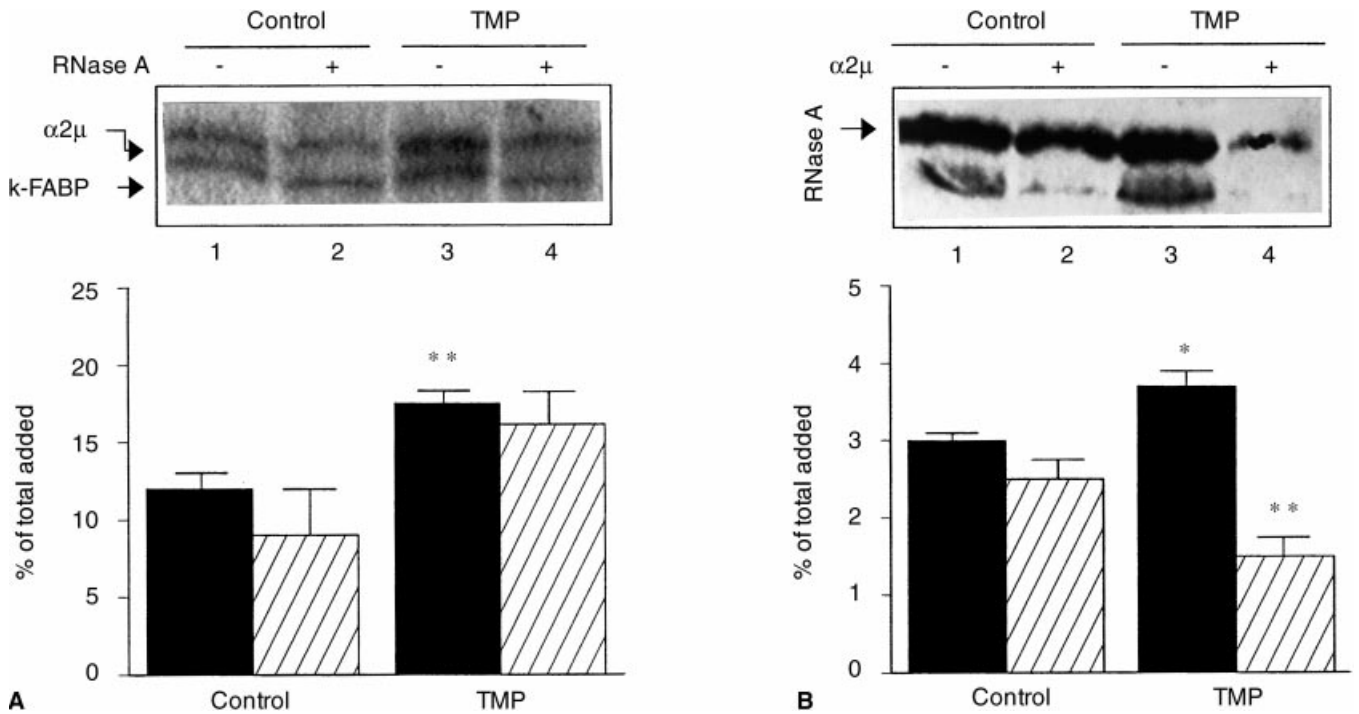 Control TMP
RNase A - + - +
α2μ
k-FABP
1 2 3 4
25
20
15
10
5
0
% of total added
* *
Control TMP
A
Control TMP
α2μ - + - +
RNase A
1 2 3 4
5
4
3
2
1
0
% of total added
*
* *
Control TMP
B